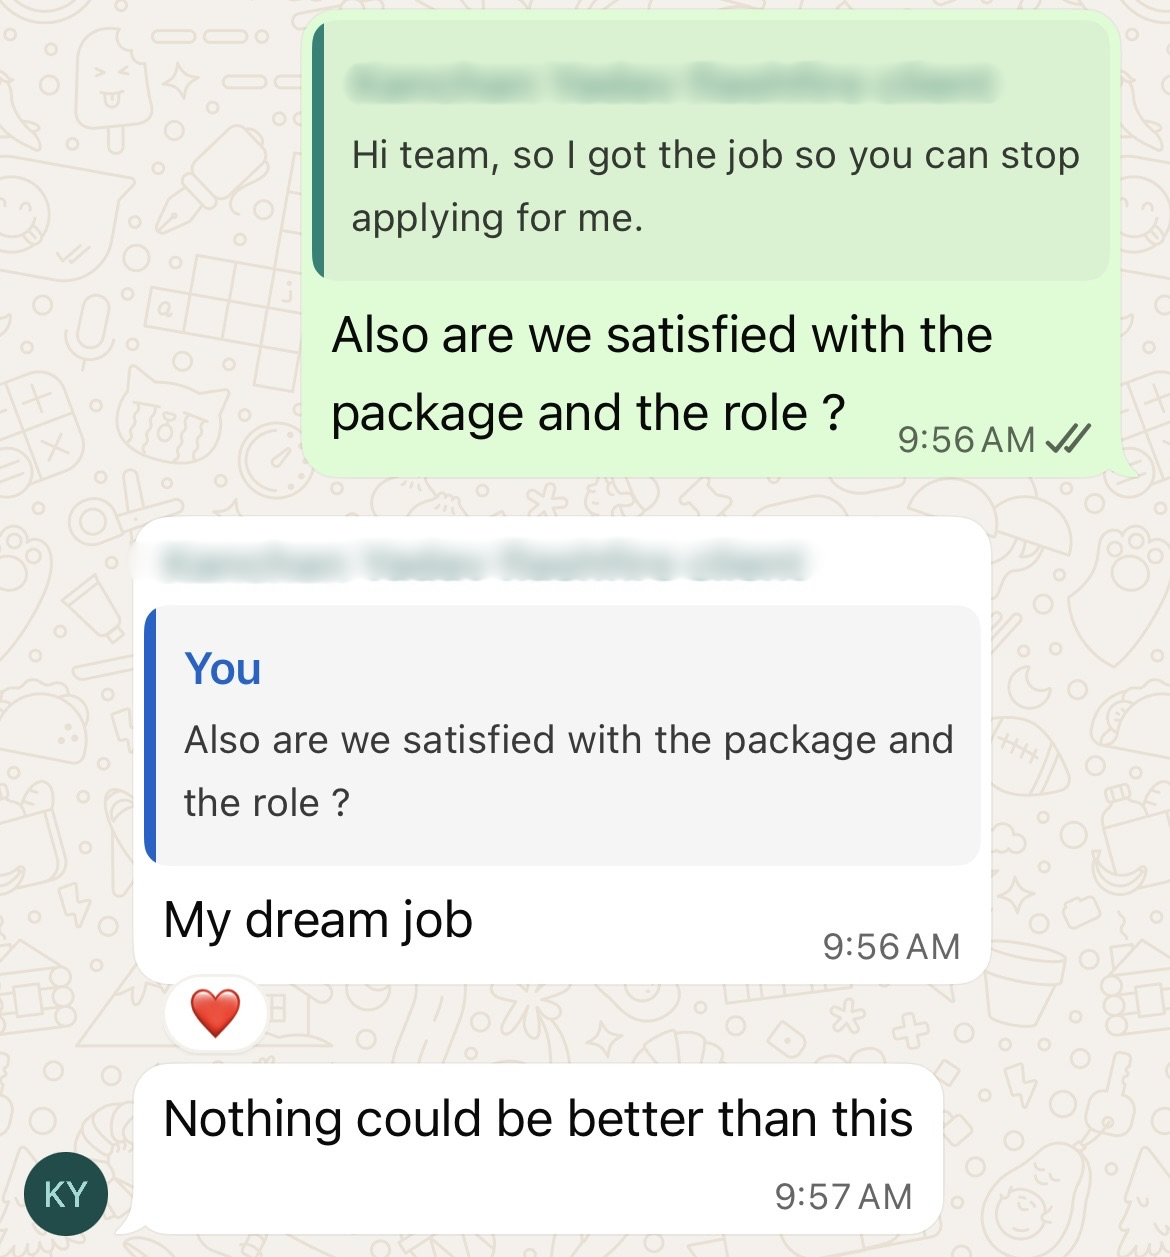 Hi team, so I got the job so you can stop
applying for me.
Also are we satisfied with the
package and the role ?
9:56 AM
You
Also are we satisfied with the package and
the role ?
My dream job
9:56 AM
Nothing could be better than this
9:57 AM
KY